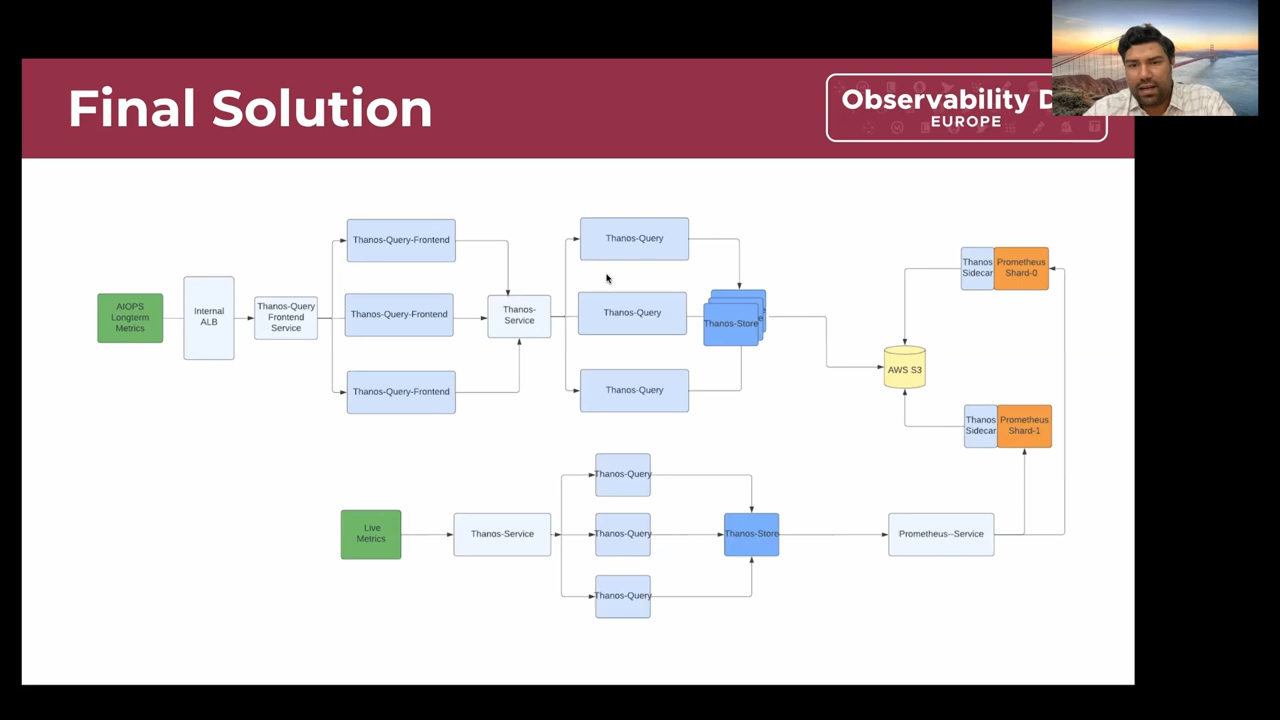 Final Solution
Observability D
EUROPE
AIOPS
Longterm
Metrics
Internal
ALB
Thanos-Query
Frontend
Service
Thanos-Query-Frontend
Thanos-Query-Frontend
Thanos-Query-Frontend
Thanos-
Service
Thanos-Query
Thanos-Query
Thanos-Query
e
Thanos-Store
AWS S3
Thanos
Sidecar
Prometheus
Shard-0
Thanos
Sidecar
Prometheus
Shard-1
Live
Metrics
Thanos-Service
Thanos-Query
Thanos-Query
Thanos-Query
Thanos-Store
Prometheus--Service